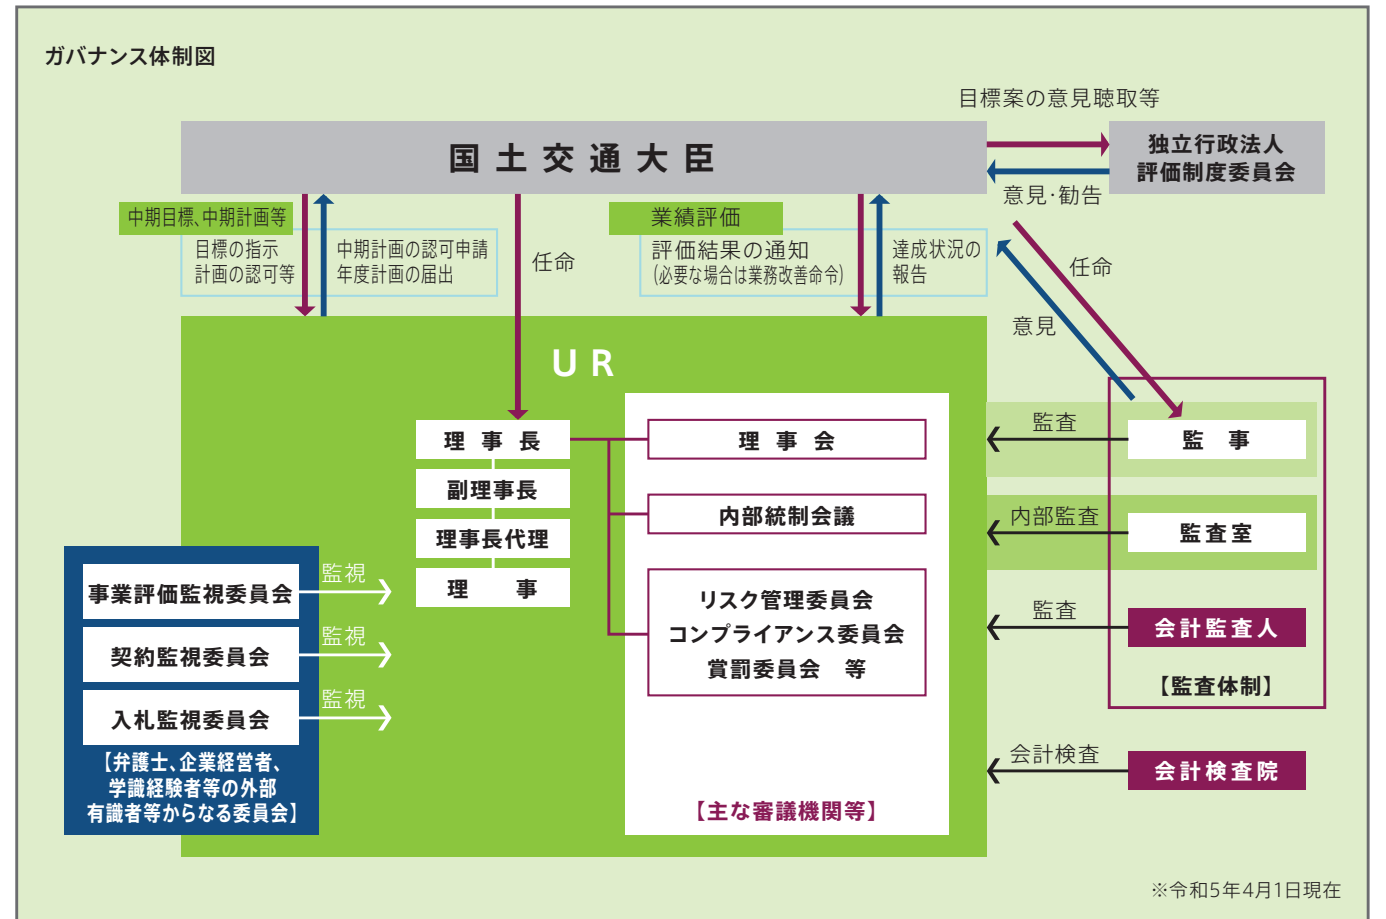 ガバナンス体制図
目標案の意見聴取等
国土交通大臣
独立行政法人
評価制度委員会
意見・勧告
中期目標、中期計画等
目標の指示
計画の認可等
中期計画の認可申請
年度計画の届出
任命
業績評価
評価結果の通知
(必要な場合は業務改善命令)
達成状況の
報告
任命
意見
UR
理事長
副理事長
理事長代理
理事
理事会
内部統制会議
リスク管理委員会
コンプライアンス委員会
賞罰委員会 等
【主な審議機関等】
監査
監事
内部監査
監査室
監査
会計監査人
【監査体制】
会計検査
会計検査院
事業評価監視委員会
監視
契約監視委員会
監視
入札監視委員会
監視
【弁護士、企業経営者、
学識経験者等の外部
有識者等からなる委員会】
※令和5年4月1日現在